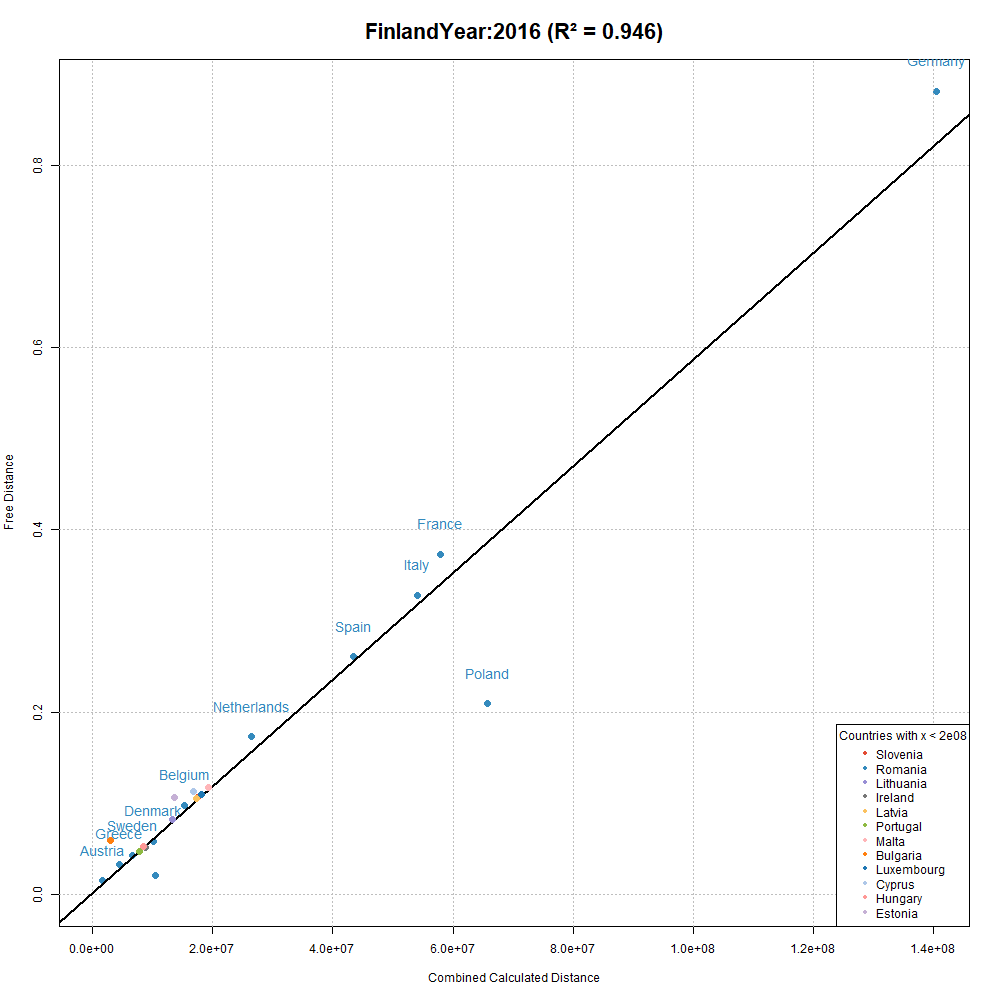 FinlandYear:2016 (R² = 0.946)
Germany
0.8
0.6
Free Distance
0.4
France
Italy
Spain
Poland
0.2
Netherlands
Belgium
Denmark
Sweden
Greece
Austria
0.0
Countries with x < 2e08
Slovenia
Romania
Lithuania
Ireland
Latvia
Portugal
Malta
Bulgaria
Luxembourg
Cyprus
Hungary
Estonia
0.0e+00 2.0e+07 4.0e+07 6.0e+07 8.0e+07 1.0e+08 1.2e+08 1.4e+08
Combined Calculated Distance